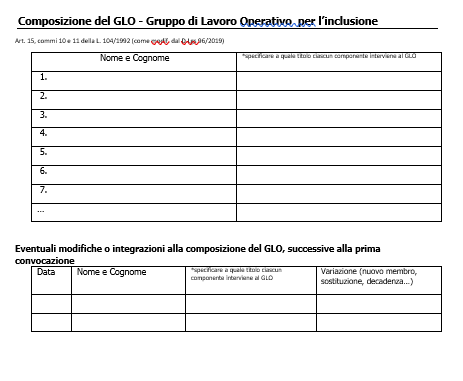 Composizione del GLO - Gruppo di Lavoro Operativo per l’inclusione
Art. 15, commi 10 e 11 della L. 104/1992 (come modif. dal D.Lgs 96/2019)
Nome e Cognome *specificare a quale titolo ciascun componente interviene al GLO
1.
2.
3.
4.
5.
6.
7.
...
Eventuali modifiche o integrazioni alla composizione del GLO, successive alla prima
convocazione
Data Nome e Cognome *specificare a quale titolo ciascun Variazione (nuovo membro,
componente interviene al GLO sostituzione, decadenza…)